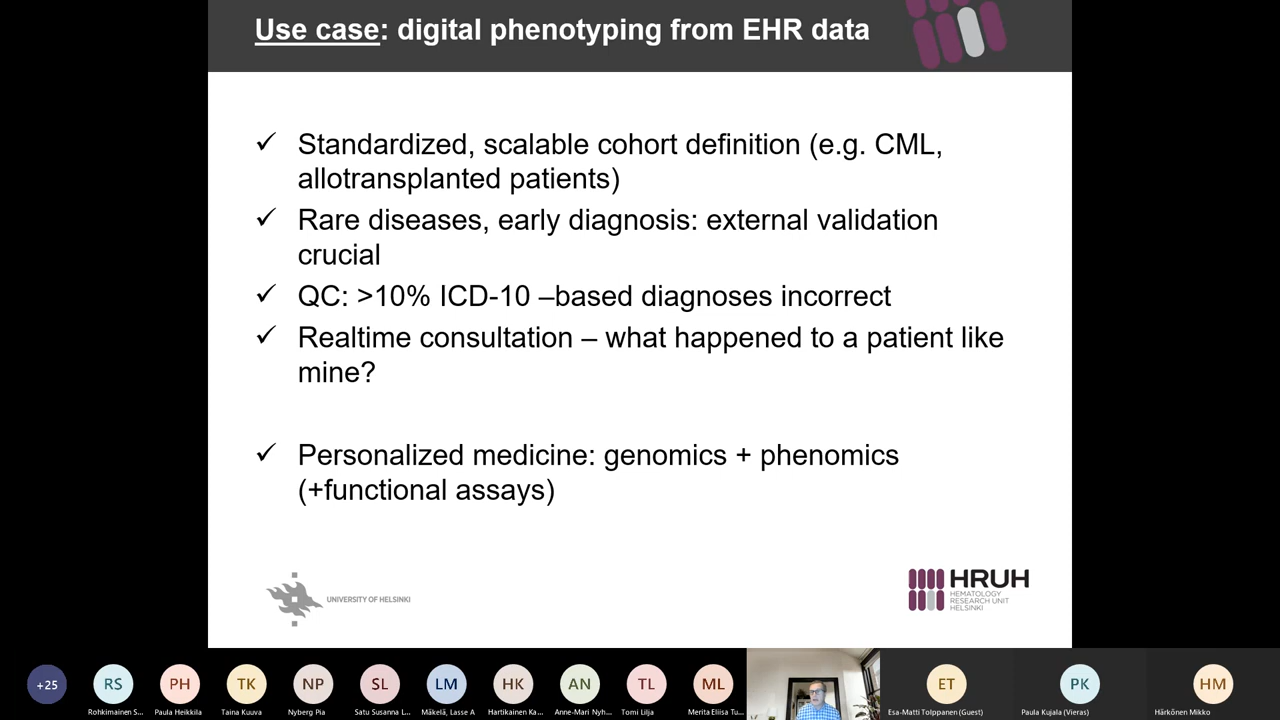 Use case: digital phenotyping from EHR data
✓ Standardized, scalable cohort definition (e.g. CML,
allotransplanted patients)
✓ Rare diseases, early diagnosis: external validation
crucial
✓ QC: >10% ICD-10 –based diagnoses incorrect
✓ Realtime consultation – what happened to a patient like
mine?
✓ Personalized medicine: genomics + phenomics
(+functional assays)
UNIVERSITY OF HELSINKI
HRUH
HEMATOLOGY
RESEARCH UNIT
HELSINKI
+25 RS PH TK NP SL LM HK AN TL ML ET PK HM
Rohkimainen S... Paula Heikkila Taina Kuuva Nyberg Pia Satu Susanna L... Mäkelä, Lasse A Hartikainen Ka... Anne-Mari Nyh... Tomi Lilja Merita Eliisa Tu... Esa-Matti Tolppanen (Guest) Paula Kujala (Vieras) Härkönen Mikko